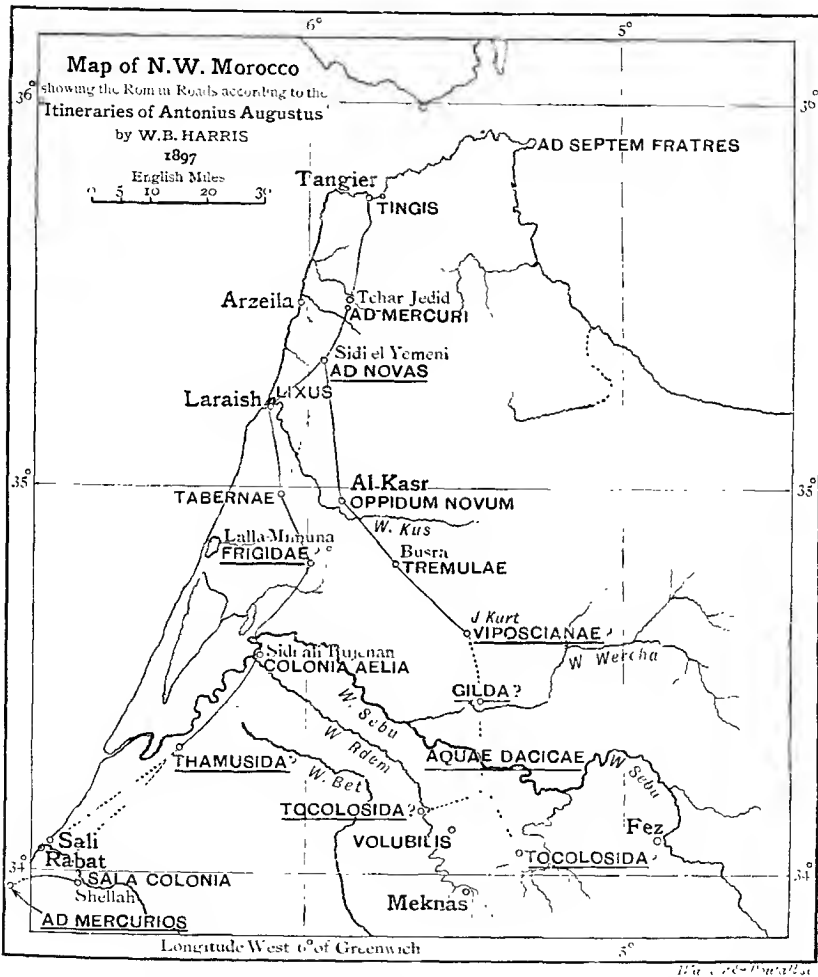 6°
5°
Map of N.W. Morocco
showing the Roman Roads according to the
'Itineraries of Antonius Augustus'
by W.B. HARRIS
1897
English Miles
0 5 10 20 30
36°
36°
AD SEPTEM FRATRES
Tangier
TINGIS
Arzeila
Tchar Jedid
AD MERCURI
Sidi el Yemeni
AD NOVAS
Laraish
LIXUS
35°
35°
Al-Kasr
TABERNAE
OPPIDUM NOVUM
W. Kus
Lalla-Mimuna
FRIGIDAE ?
Busra
TREMULAE
J Kurt
VIPOSCIANAE ?
Sidi ali Bujenan
COLONIA AELIA
W Wercha
GILDA ?
W. Sebu
W Rdem
AQUAE DACICAE
W Sebu
THAMUSIDA ?
W. Bet
TOCOLOSIDA ?
VOLUBILIS
Fez
Sali
Rabat
TOCOLOSIDA ?
34°
34°
SALA COLONIA
Shellah
Meknas
AD MERCURIOS
Longitude West 6° of Greenwich
5°